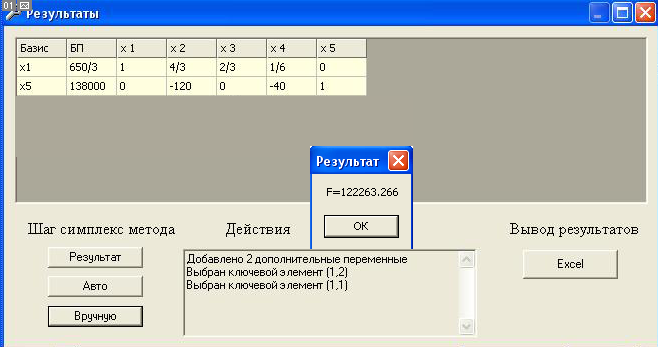 01:
Результаты
Базис БП x 1 x 2 x 3 x 4 x 5
x1 650/3 1 4/3 2/3 1/6 0
x5 138000 0 -120 0 -40 1
Результат
F=122263.266
OK
Шаг симплекс метода Действия Вывод результатов
Результат
Авто
Вручную
Добавлено 2 дополнительные переменные
Выбран ключевой элемент (1,2)
Выбран ключевой элемент (1,1)
Excel